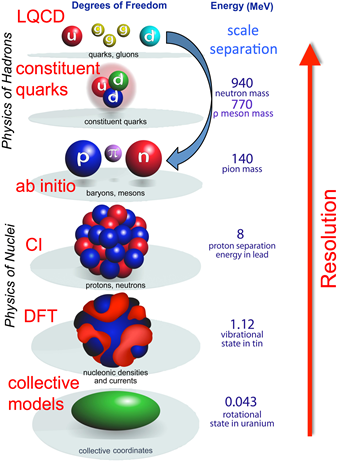 Degrees of Freedom
Energy (MeV)
LQCD
u
g
g
g
d
quarks, gluons
scale
separation
constituent
quarks
u
d
d
constituent quarks
940
neutron mass
770
ρ meson mass
Physics of Hadrons
p
π
n
ab initio
baryons, mesons
140
pion mass
CI
protons, neutrons
8
proton separation
energy in lead
Physics of Nuclei
DFT
nucleonic densities
and currents
1.12
vibrational
state in tin
collective
models
collective coordinates
0.043
rotational
state in uranium
Resolution